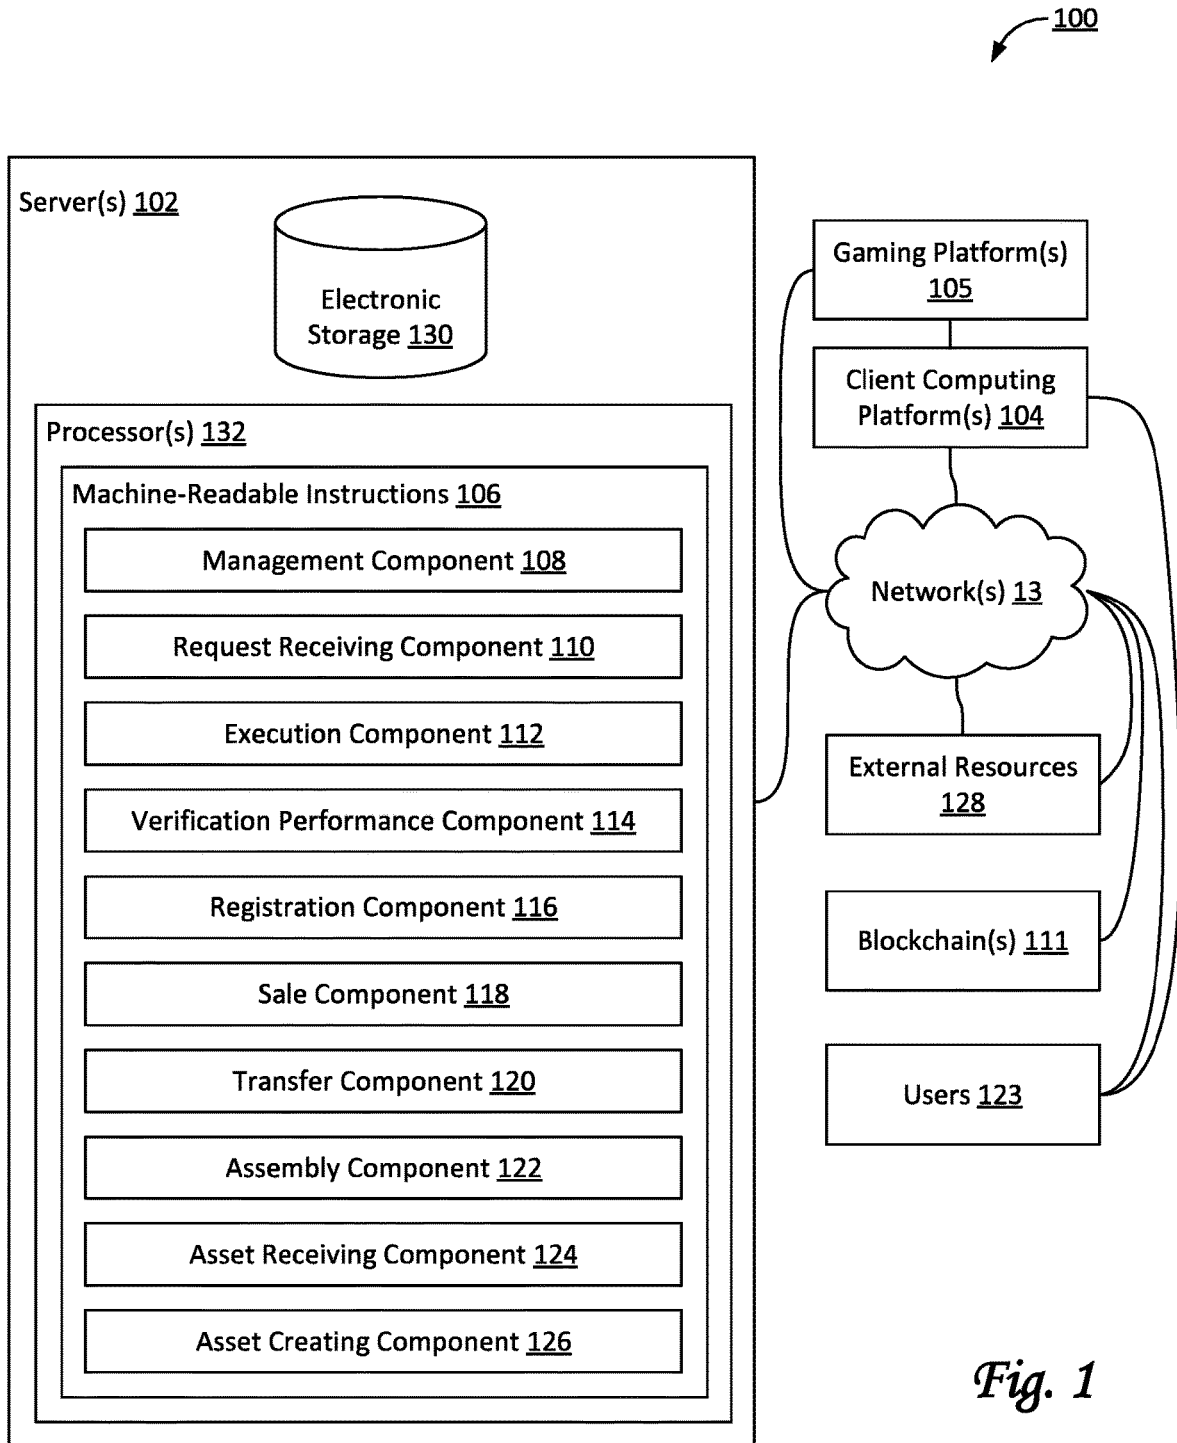 100
Server(s) 102
Electronic
Storage 130
Processor(s) 132
Machine-Readable Instructions 106
Management Component 108
Request Receiving Component 110
Execution Component 112
Verification Performance Component 114
Registration Component 116
Sale Component 118
Transfer Component 120
Assembly Component 122
Asset Receiving Component 124
Asset Creating Component 126
Gaming Platform(s)
105
Client Computing
Platform(s) 104
Network(s) 13
External Resources
128
Blockchain(s) 111
Users 123
Fig. 1